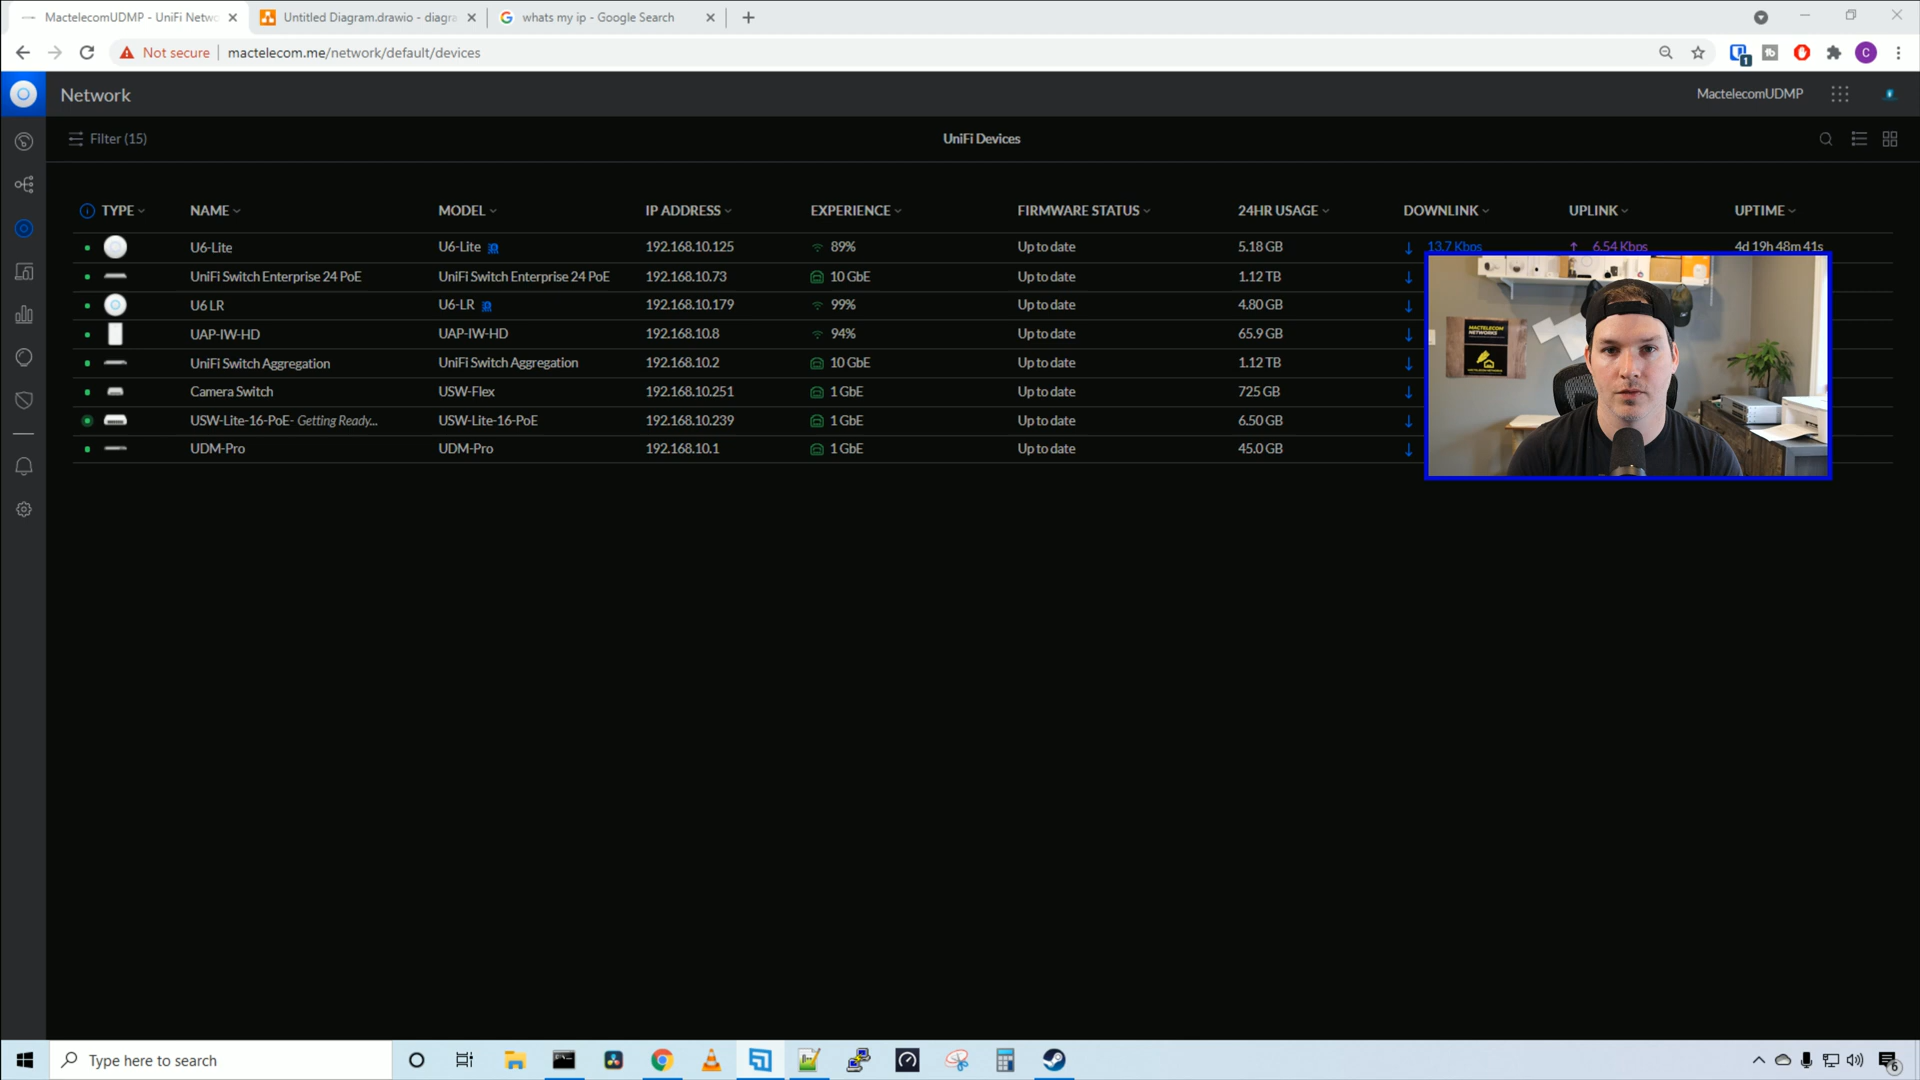 MactelecomUDMP - UniFi Netwo
Untitled Diagram.drawio - diagra
whats my ip - Google Search
Not secure
mactelecom.me/network/default/devices
1
C
Network
MactelecomUDMP
Filter (15)
UniFi Devices
TYPE NAME MODEL IP ADDRESS EXPERIENCE FIRMWARE STATUS 24HR USAGE DOWNLINK UPLINK UPTIME
U6-Lite U6-Lite 192.168.10.125 89% Up to date 5.18 GB 13.7 Kbps 6.54 Kbps 4d 19h 48m 41s
UniFi Switch Enterprise 24 PoE UniFi Switch Enterprise 24 PoE 192.168.10.73 10 GbE Up to date 1.12 TB
U6 LR U6-LR 192.168.10.179 99% Up to date 4.80 GB
UAP-IW-HD UAP-IW-HD 192.168.10.8 94% Up to date 65.9 GB
UniFi Switch Aggregation UniFi Switch Aggregation 192.168.10.2 10 GbE Up to date 1.12 TB
Camera Switch USW-Flex 192.168.10.251 1 GbE Up to date 725 GB
USW-Lite-16-PoE- Getting Ready... USW-Lite-16-PoE 192.168.10.239 1 GbE Up to date 6.50 GB
UDM-Pro UDM-Pro 192.168.10.1 1 GbE Up to date 45.0 GB
MACTELECOM
NETWORKS
Type here to search
6